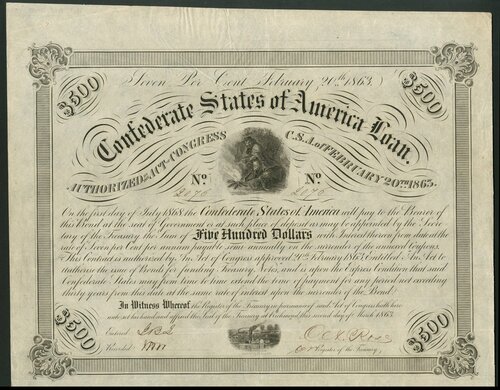 $500 $500
Seven Per Cent February, 20th 1863.
Confederate States of America Loan.
AUTHORIZED by ACT of CONGRESS C.S.A. of FEBRUARY 20TH 1863.
No. No.
2076 2076
On the first day of July 1868 the Confederate States of America will pay to the Bearer of
this Bond at the seat of Government or at such place of deposit as may be appointed by the Secre-
tary of the Treasury the Sum of Five Hundred Dollars with Interest thereon from with at the
rate of Seven per Cent per annum payable semi-annually on the surrender of the annexed Coupons.
This Contract is authorised by An Act of Congress approved 20th February 1863 Entitled An Act to
authorise the issue of Bonds for funding Treasury Notes, and is upon the Express Condition that said
Confederate States may from time to time extend the time of payment for any period not exceeding
thirty years from this day at the same rate of interest upon the surrender of the Bond.
In Witness Whereof, the Register of the Treasury in pursuance of said Act of Congress hath here-
unto set his hand and affixed the Seal of the Treasury at Richmond this second day of March 1863.
Entered
Recorded
Register of the Treasury.
$500 $500